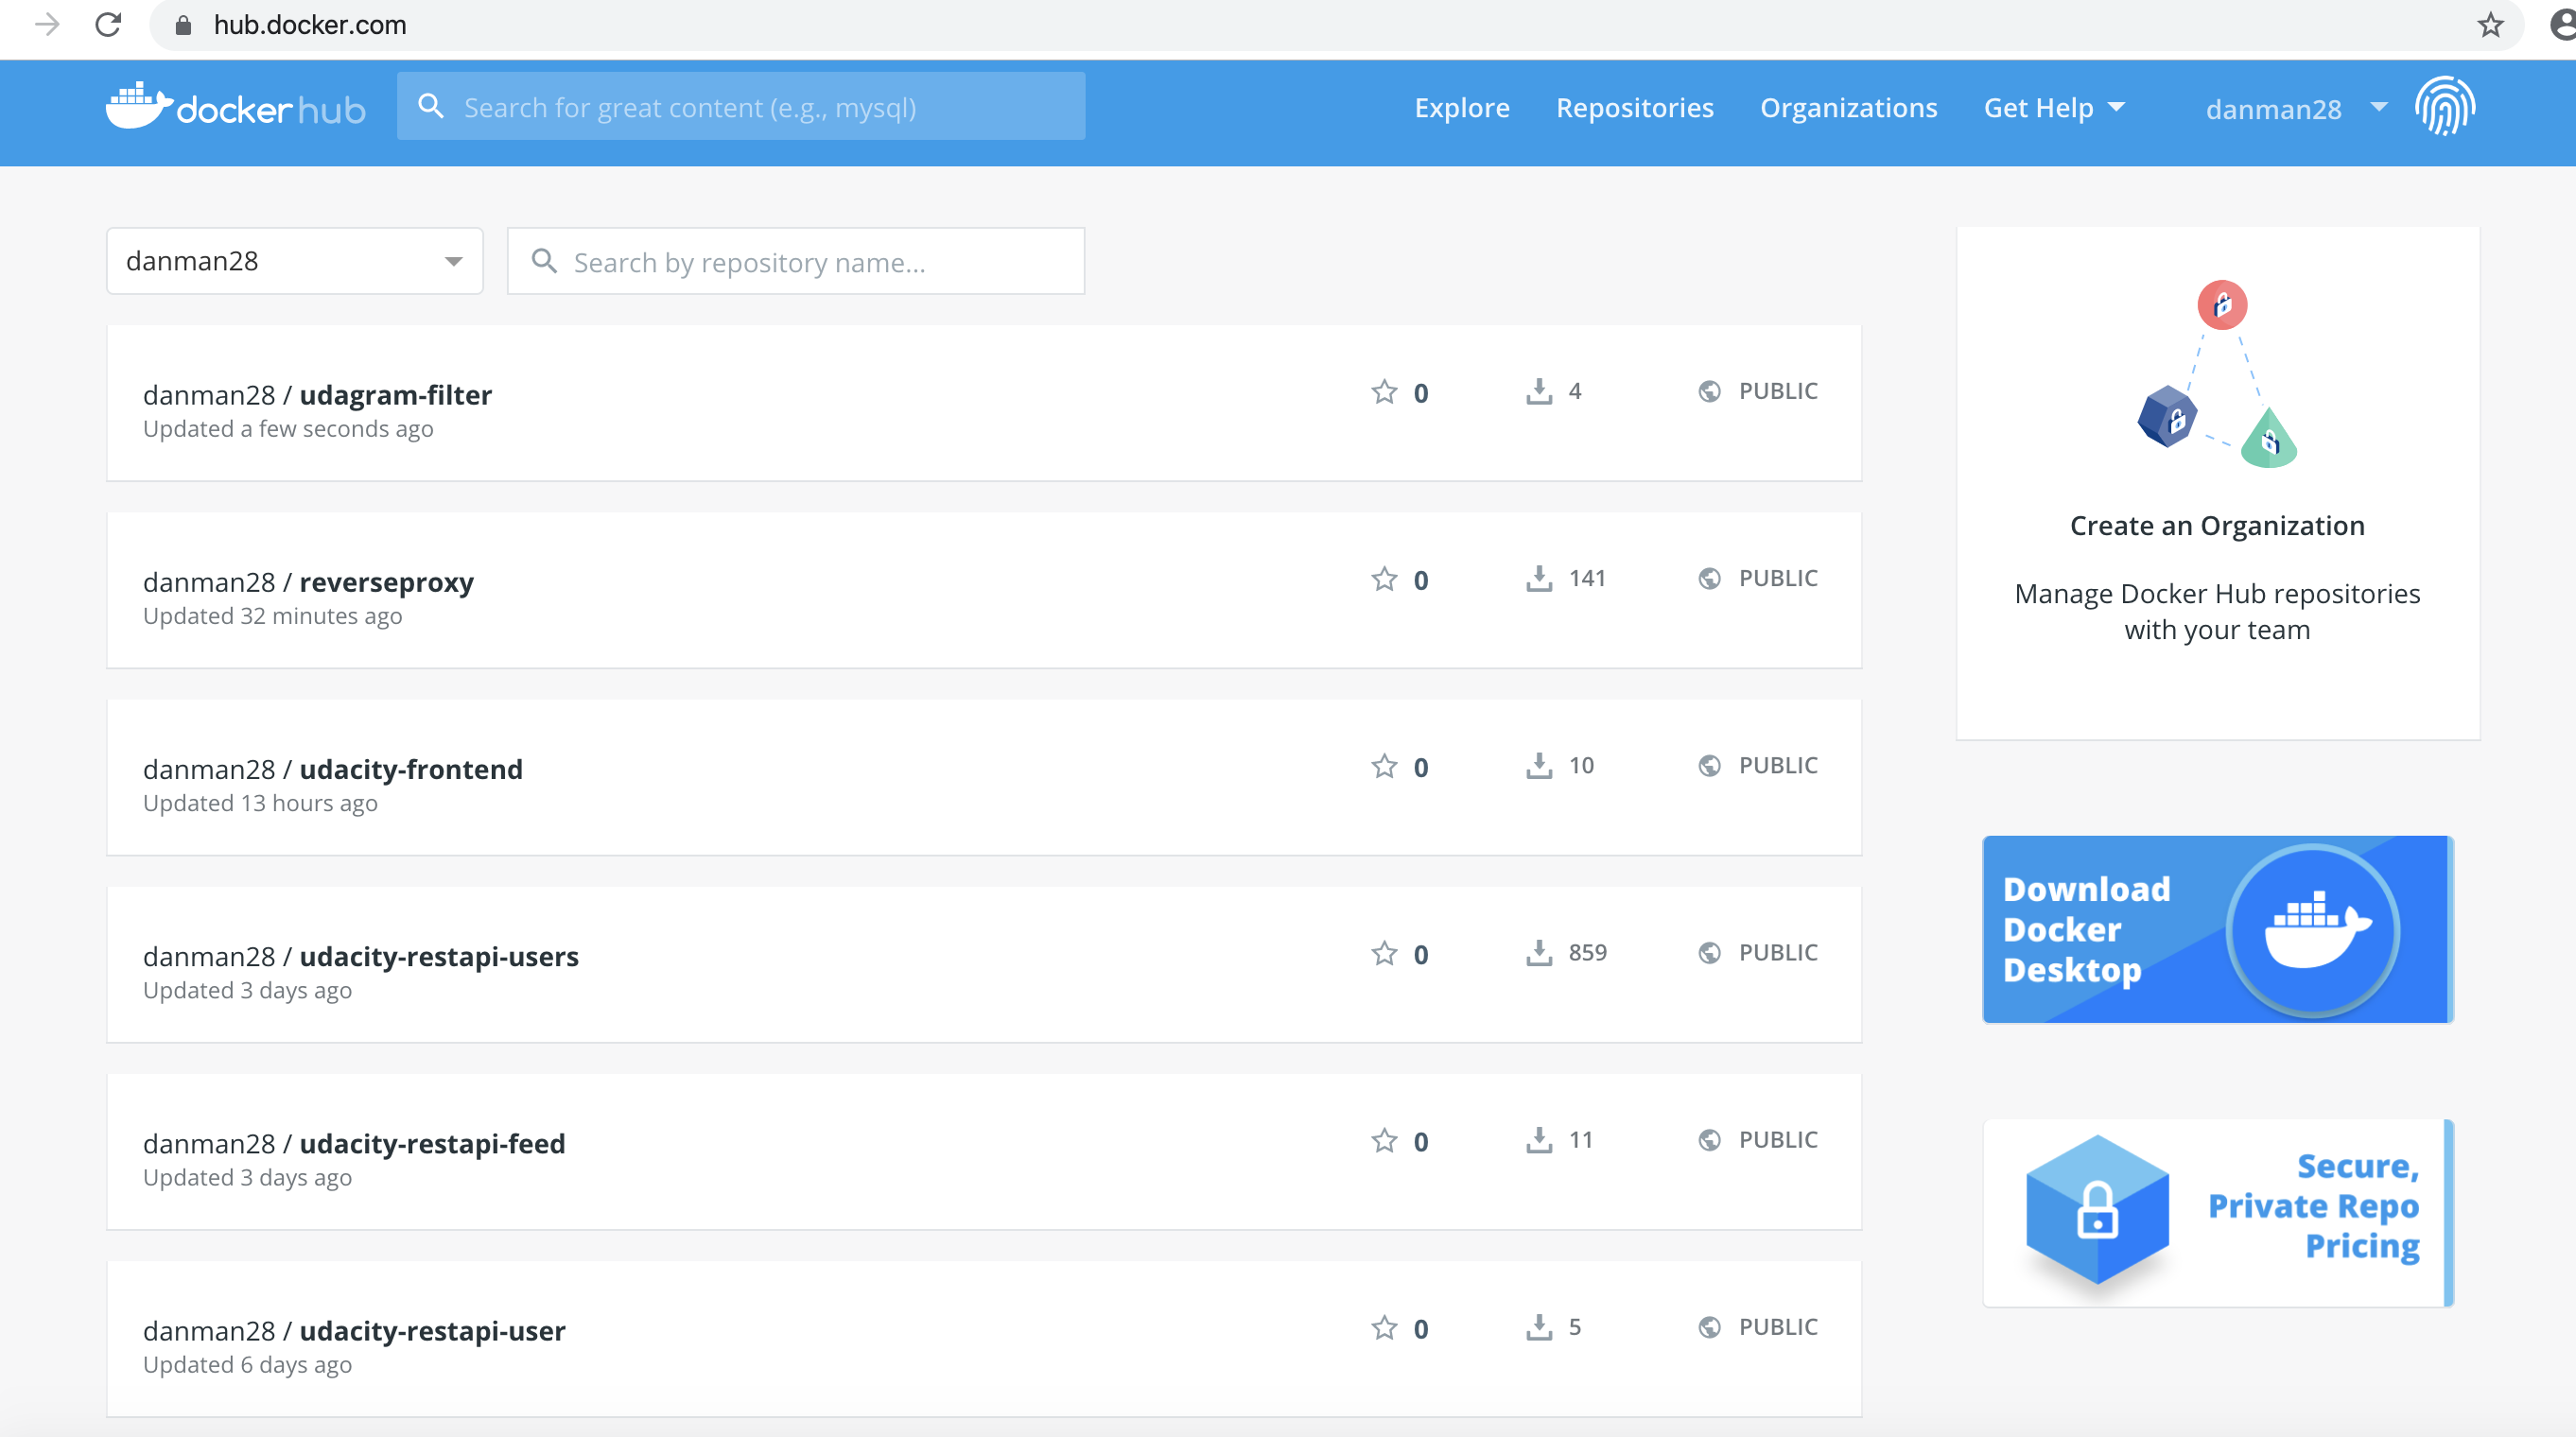 hub.docker.com
docker hub
Search for great content (e.g., mysql)
Explore
Repositories
Organizations
Get Help
danman28
danman28
Search by repository name...
danman28 / udagram-filter
Updated a few seconds ago
0
4
PUBLIC
danman28 / reverseproxy
Updated 32 minutes ago
0
141
PUBLIC
danman28 / udacity-frontend
Updated 13 hours ago
0
10
PUBLIC
danman28 / udacity-restapi-users
Updated 3 days ago
0
859
PUBLIC
danman28 / udacity-restapi-feed
Updated 3 days ago
0
11
PUBLIC
danman28 / udacity-restapi-user
Updated 6 days ago
0
5
PUBLIC
Create an Organization
Manage Docker Hub repositories
with your team
Download
Docker
Desktop
Secure,
Private Repo
Pricing